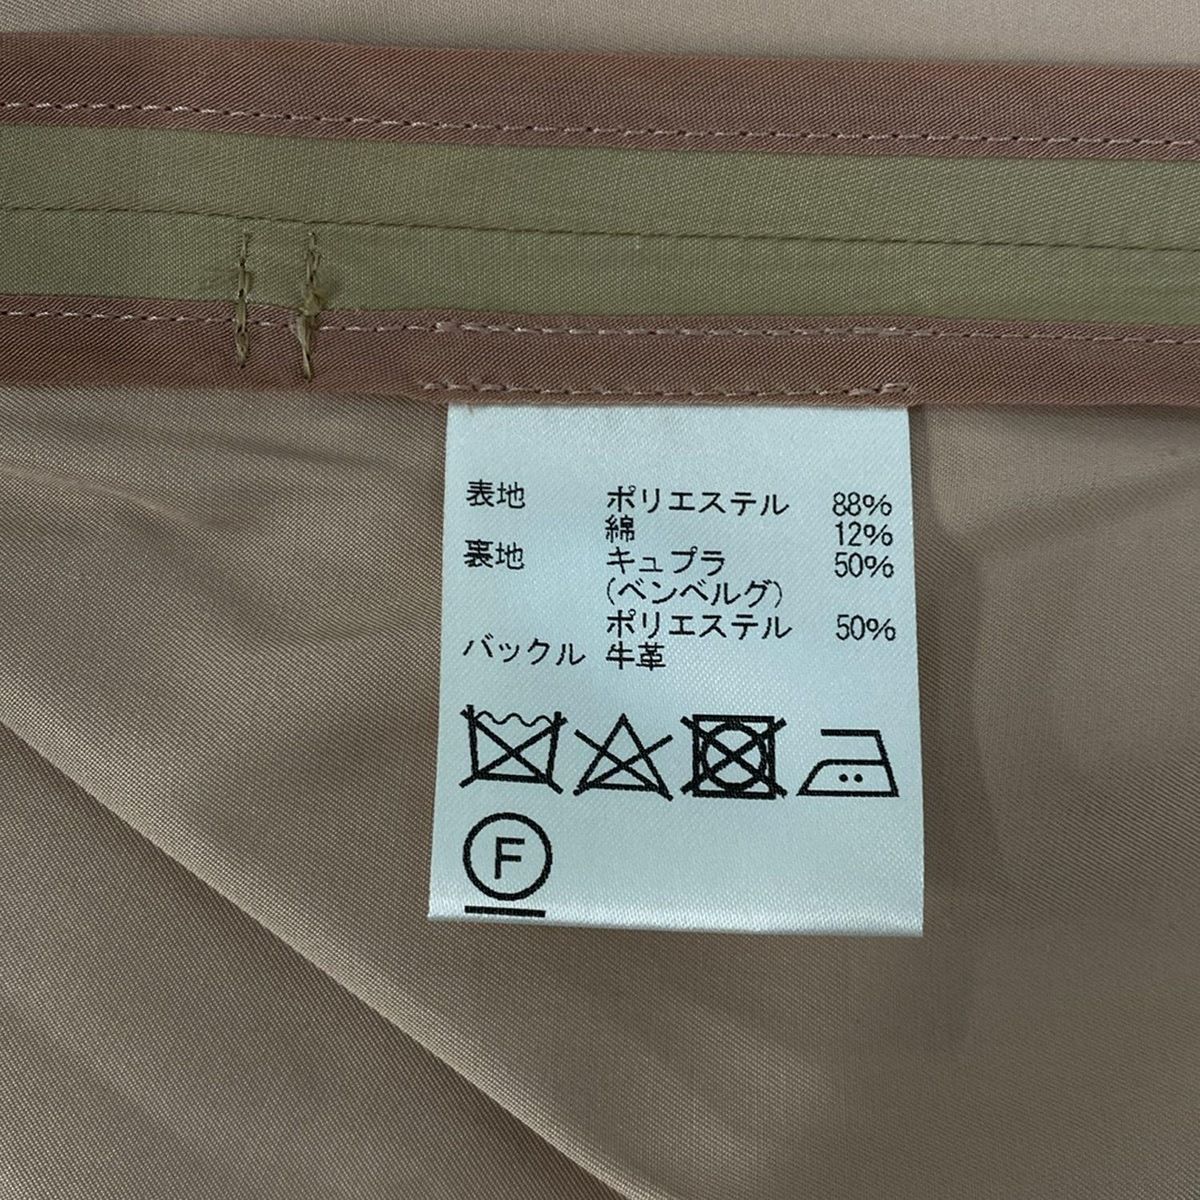 表地 ポリエステル 88%
綿 12%
裏地 キュプラ 50%
(ベンベルグ)
ポリエステル 50%
バックル 牛革
F